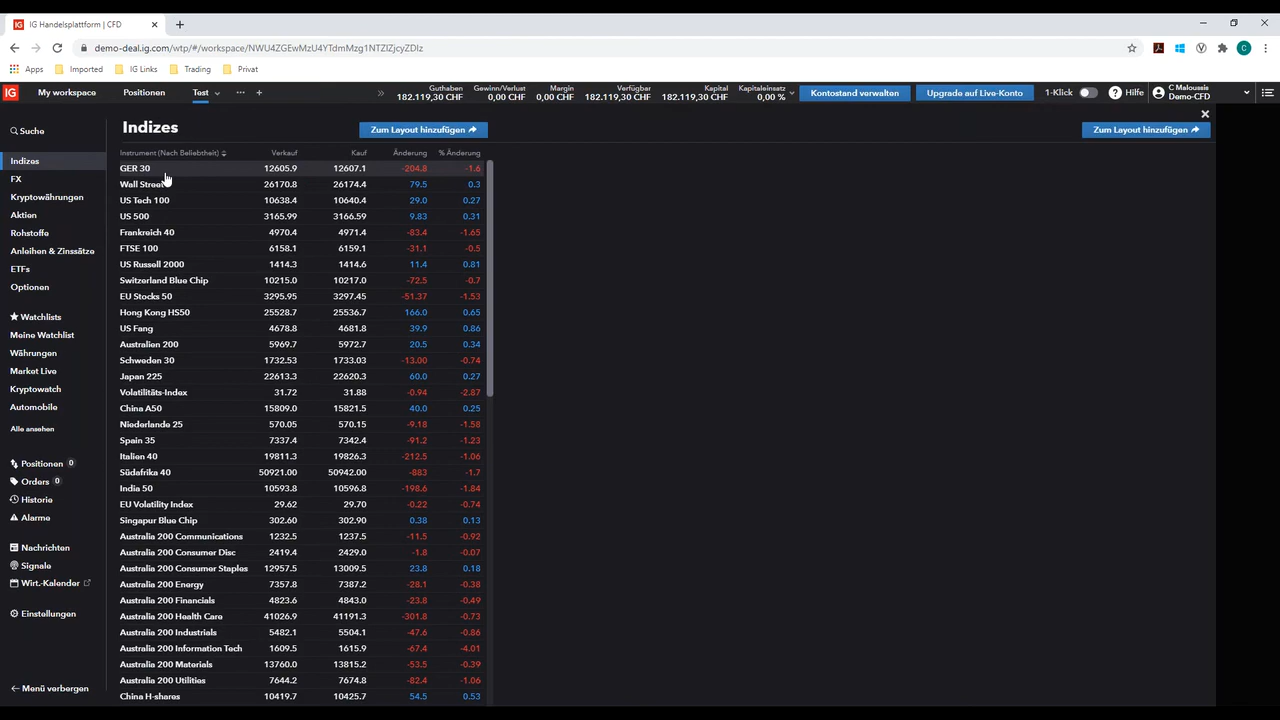 IG Handelsplattform | CFD
demo-deal.ig.com/wtp/#/workspace/NWU4ZGEwMzU4YTdmMzg1NTZlZjcyZDIz
Apps Imported IG Links Trading Privat
IG My workspace Positionen Test
Guthaben 182.119,30 CHF
Gewinn/Verlust 0,00 CHF
Margin 0,00 CHF
Verfügbar 182.119,30 CHF
Kapital 182.119,30 CHF
Kapitaleinsatz 0,00 %
Kontostand verwalten
Upgrade auf Live-Konto
1-Klick
Hilfe
C Maloussis
Demo-CFD
Suche
Indizes
FX
Kryptowährungen
Aktien
Rohstoffe
Anleihen & Zinssätze
ETFs
Optionen
Watchlists
Meine Watchlist
Währungen
Market Live
Kryptowatch
Automobile
Alle ansehen
Positionen 0
Orders 0
Historie
Alarme
Nachrichten
Signale
Wirt.-Kalender
Einstellungen
Menü verbergen
Indizes
Zum Layout hinzufügen
Zum Layout hinzufügen
Instrument (Nach Beliebtheit) Verkauf Kauf Änderung % Änderung
GER 30 12605.9 12607.1 -204.8 -1.6
Wall Street 26170.8 26174.4 79.5 0.3
US Tech 100 10638.4 10640.4 29.0 0.27
US 500 3165.99 3166.59 9.83 0.31
Frankreich 40 4970.4 4971.4 -83.4 -1.65
FTSE 100 6158.1 6159.1 -31.1 -0.5
US Russell 2000 1414.3 1414.6 11.4 0.81
Switzerland Blue Chip 10215.0 10217.0 -72.5 -0.7
EU Stocks 50 3295.95 3297.45 -51.37 -1.53
Hong Kong HS50 25528.7 25536.7 166.0 0.65
US Fang 4678.8 4681.8 39.9 0.86
Australien 200 5969.7 5972.7 20.5 0.34
Schweden 30 1732.53 1733.03 -13.00 -0.74
Japan 225 22613.3 22620.3 60.0 0.27
Volatilitäts-Index 31.72 31.88 -0.94 -2.87
China A50 15809.0 15821.5 40.0 0.25
Niederlande 25 570.05 570.15 -9.18 -1.58
Spain 35 7337.4 7342.4 -91.2 -1.23
Italien 40 19811.3 19826.3 -212.5 -1.06
Südafrika 40 50921.00 50942.00 -883 -1.7
India 50 10593.8 10596.8 -198.6 -1.84
EU Volatility Index 29.62 29.70 -0.22 -0.74
Singapur Blue Chip 302.60 302.90 0.38 0.13
Australia 200 Communications 1232.5 1237.5 -11.5 -0.92
Australia 200 Consumer Disc 2419.4 2429.0 -1.8 -0.07
Australia 200 Consumer Staples 12957.5 13009.5 23.8 0.18
Australia 200 Energy 7357.8 7387.2 -28.1 -0.38
Australia 200 Financials 4823.6 4843.0 -23.8 -0.49
Australia 200 Health Care 41026.9 41191.3 -301.8 -0.73
Australia 200 Industrials 5482.1 5504.1 -47.6 -0.86
Australia 200 Information Tech 1609.5 1615.9 -67.4 -4.01
Australia 200 Materials 13760.0 13815.2 -53.5 -0.39
Australia 200 Utilities 7644.2 7674.8 -82.4 -1.06
China H-shares 10419.7 10425.7 54.5 0.53